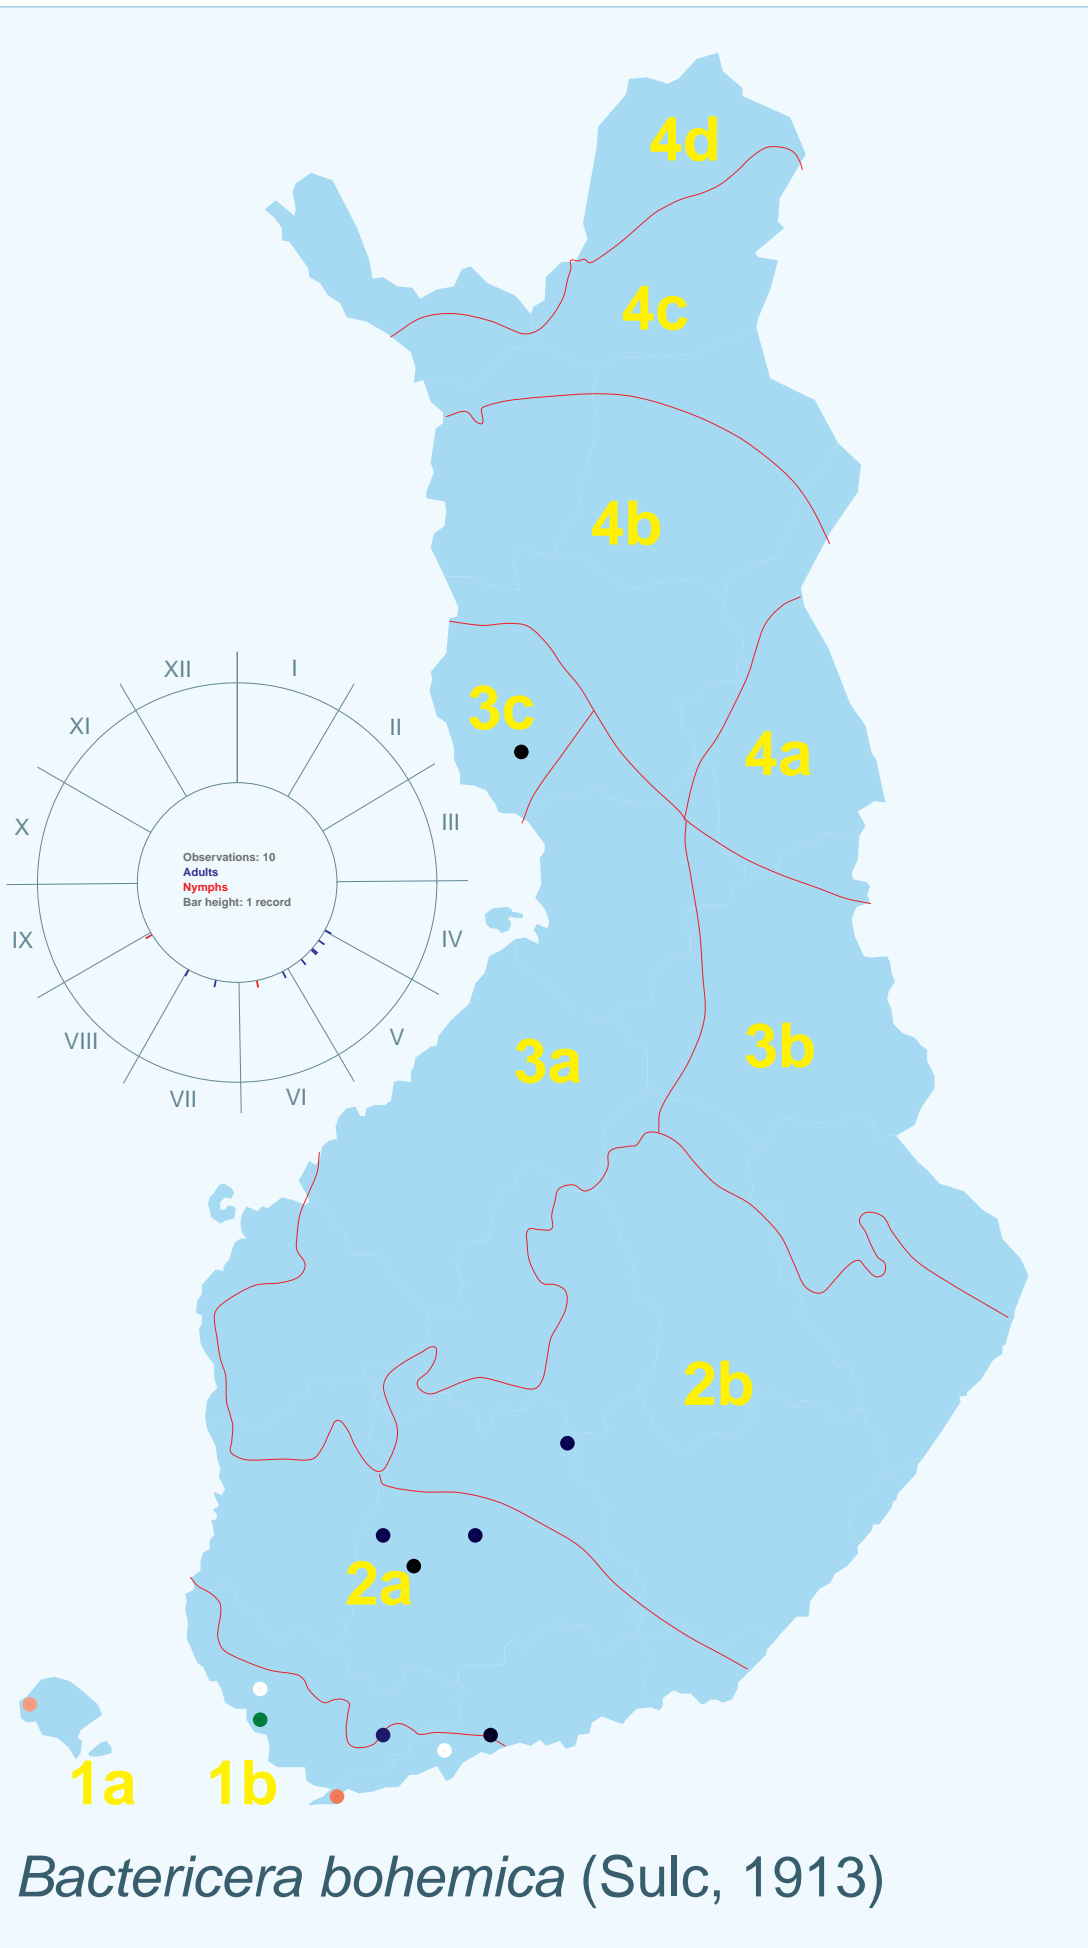 4d
4c
4b
3c
4a
XII
I
XI
II
X
III
Observations: 10
Adults
Nymphs
Bar height: 1 record
IX
IV
VIII
V
VII
VI
3a
3b
2b
2a
1a
1b
Bactericera bohemica (Sulc, 1913)